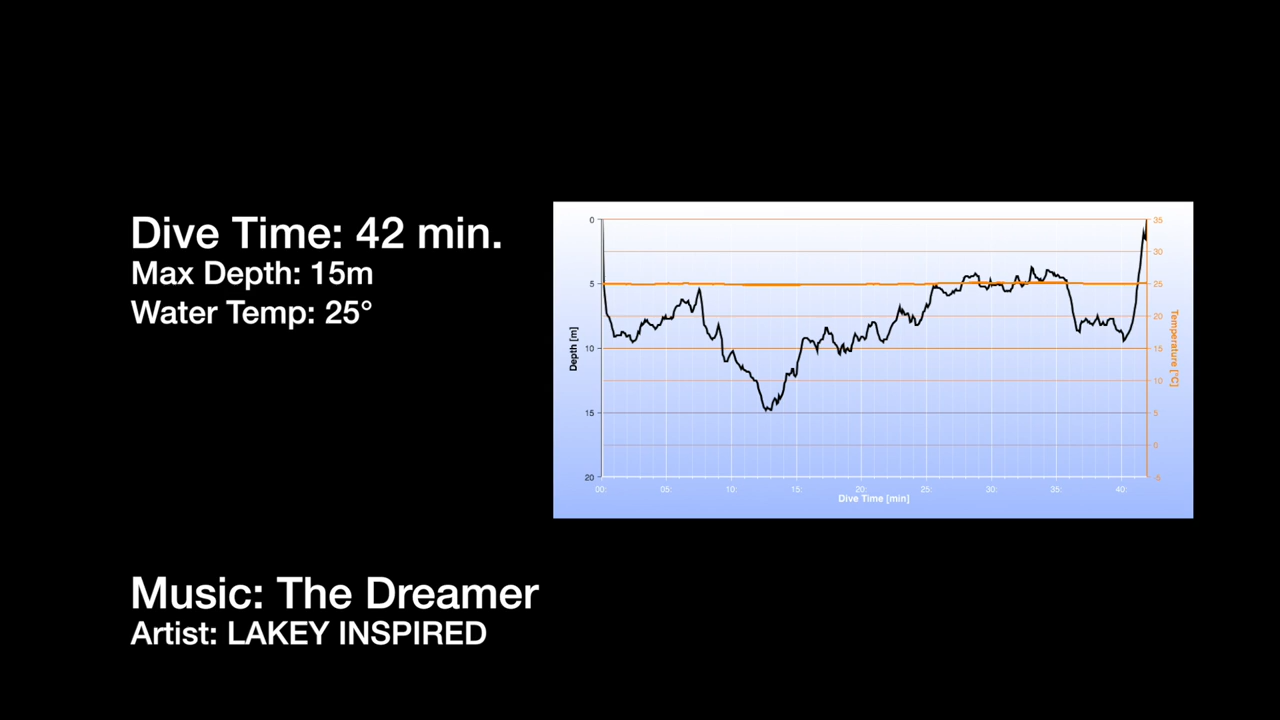 Dive Time: 42 min.
Max Depth: 15m
Water Temp: 25°
0
5
10
15
20
Depth [m]
35
30
25
20
15
10
5
0
-5
Temperature [°C]
00:
05:
10:
15:
20:
25:
30:
35:
40:
Dive Time [min]
Music: The Dreamer
Artist: LAKEY INSPIRED